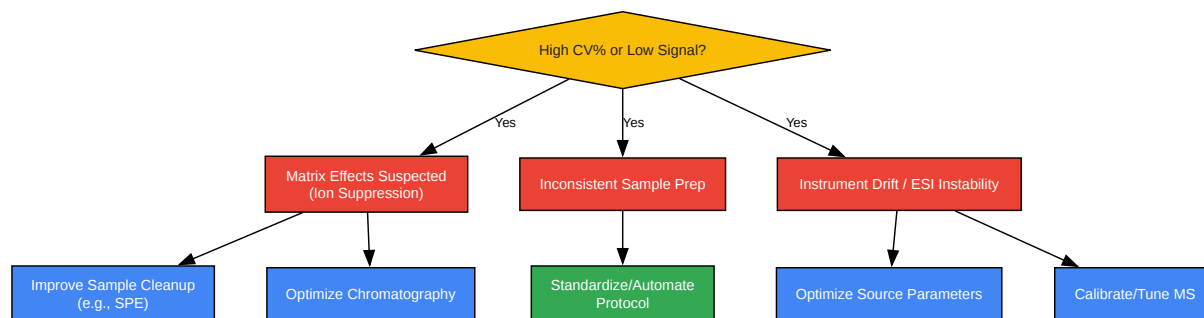 High CV% or Low Signal?
Yes
Yes
Yes
Matrix Effects Suspected
(Ion Suppression)
Inconsistent Sample Prep
Instrument Drift / ESI Instability
Improve Sample Cleanup
(e.g., SPE)
Optimize Chromatography
Standardize/Automate
Protocol
Optimize Source Parameters
Calibrate/Tune MS